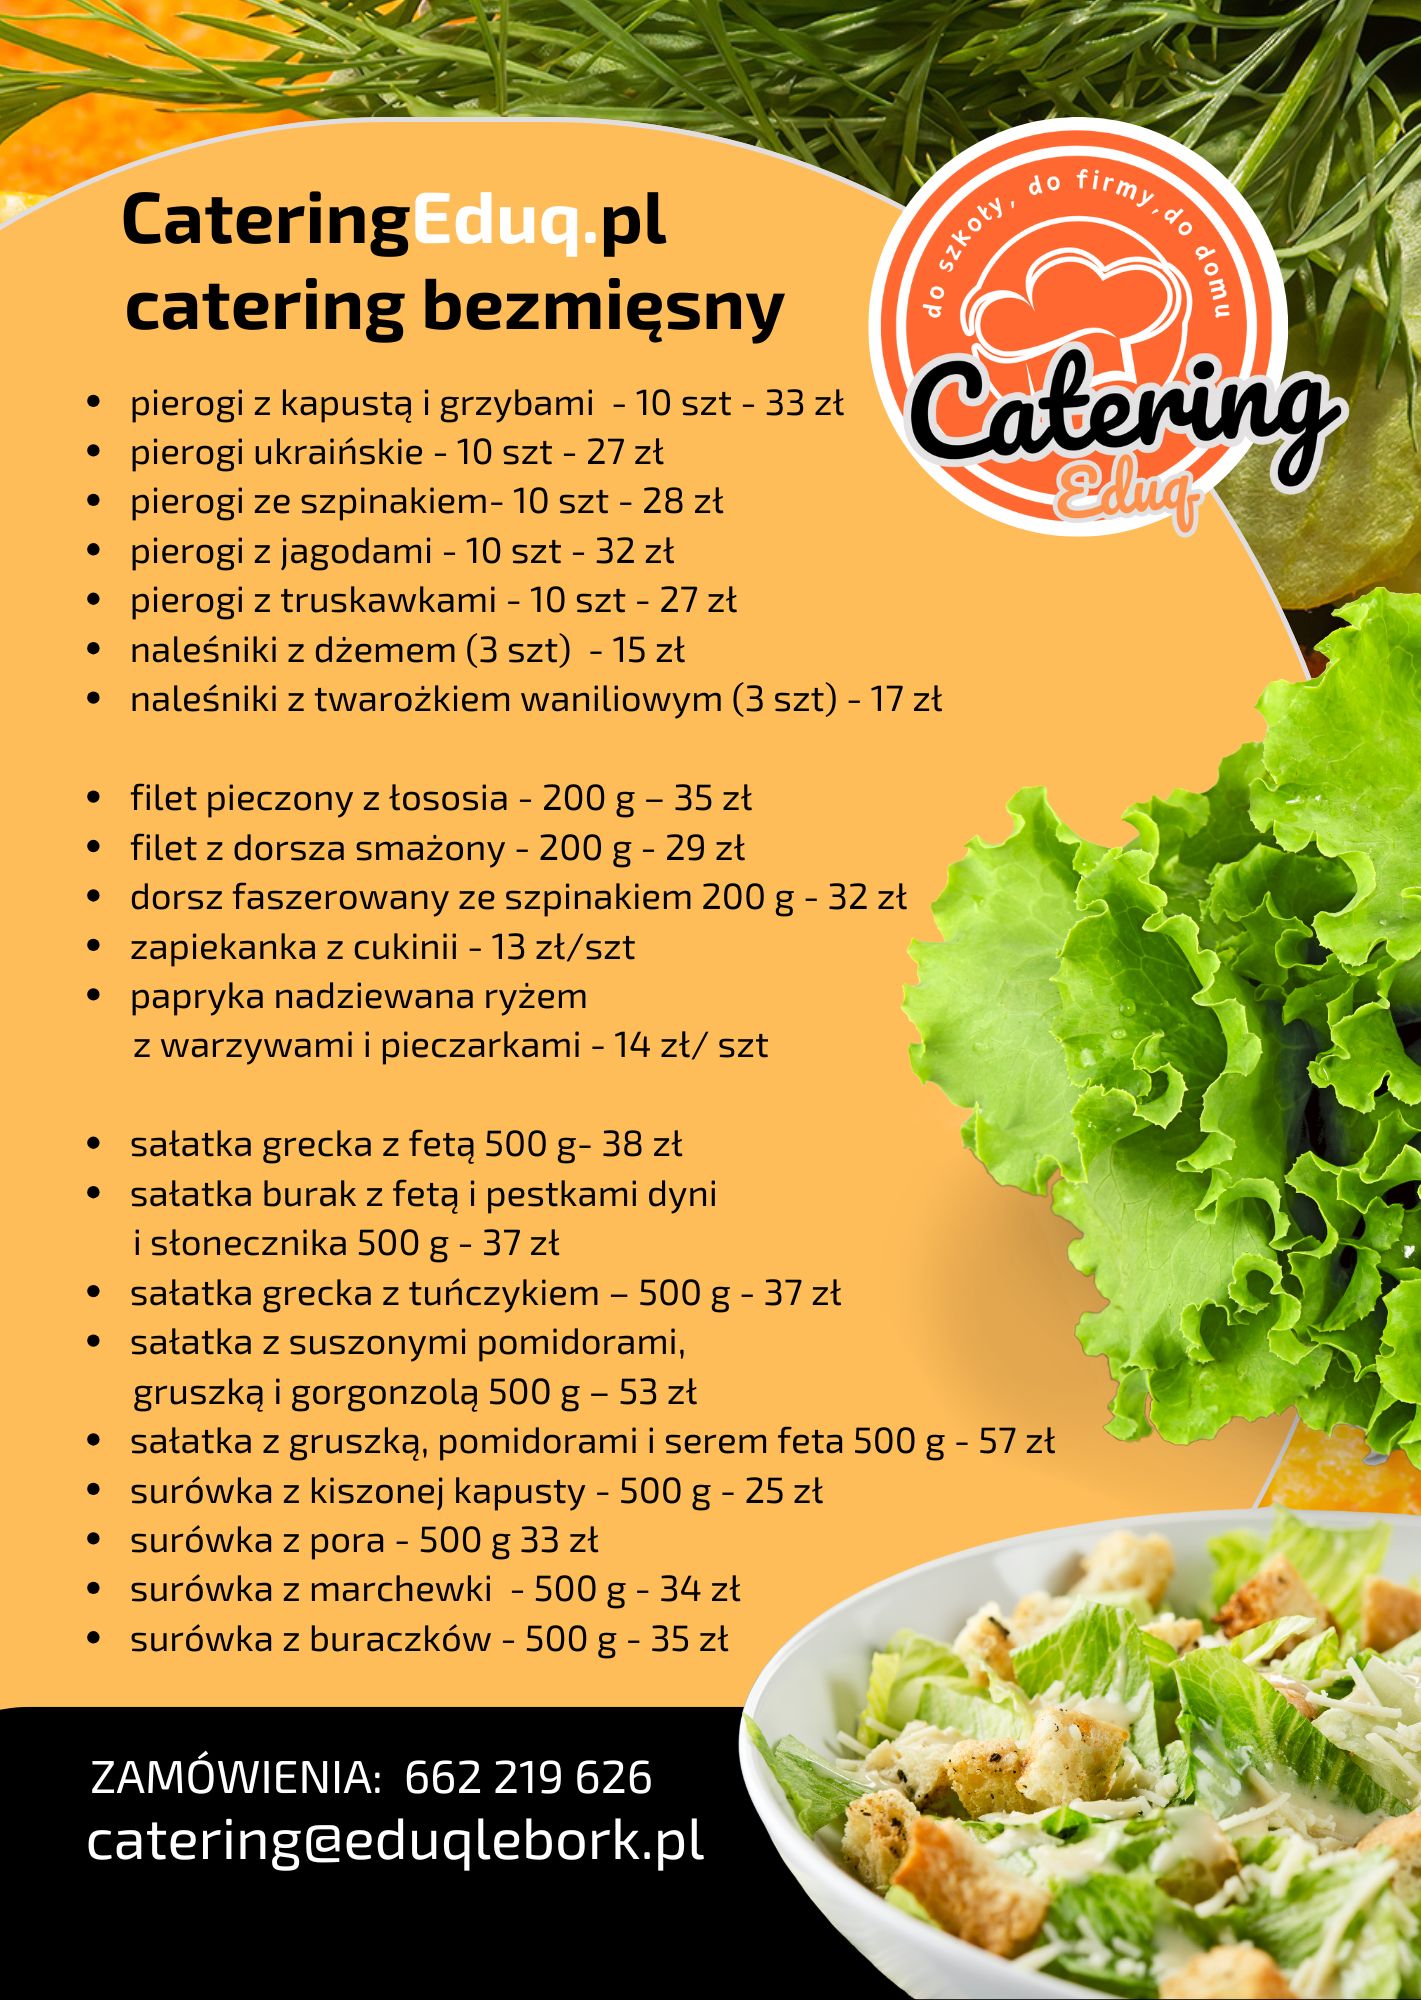 CateringEduq.pl
catering bezmięsny
do szkoły, do firmy, do domu
Catering
Eduq
• pierogi z kapustą i grzybami - 10 szt - 33 zł
• pierogi ukraińskie - 10 szt - 27 zł
• pierogi ze szpinakiem- 10 szt - 28 zł
• pierogi z jagodami - 10 szt - 32 zł
• pierogi z truskawkami - 10 szt - 27 zł
• naleśniki z dżemem (3 szt) - 15 zł
• naleśniki z twarożkiem waniliowym (3 szt) - 17 zł
• filet pieczony z łososia - 200 g – 35 zł
• filet z dorsza smażony - 200 g - 29 zł
• dorsz faszerowany ze szpinakiem 200 g - 32 zł
• zapiekanka z cukinii - 13 zł/szt
• papryka nadziewana ryżem
z warzywami i pieczarkami - 14 zł/ szt
• sałatka grecka z fetą 500 g- 38 zł
• sałatka burak z fetą i pestkami dyni
i słonecznika 500 g - 37 zł
• sałatka grecka z tuńczykiem – 500 g - 37 zł
• sałatka z suszonymi pomidorami,
gruszką i gorgonzolą 500 g – 53 zł
• sałatka z gruszką, pomidorami i serem feta 500 g - 57 zł
• surówka z kiszonej kapusty - 500 g - 25 zł
• surówka z pora - 500 g 33 zł
• surówka z marchewki - 500 g - 34 zł
• surówka z buraczków - 500 g - 35 zł
ZAMÓWIENIA: 662 219 626
catering@eduqlebork.pl